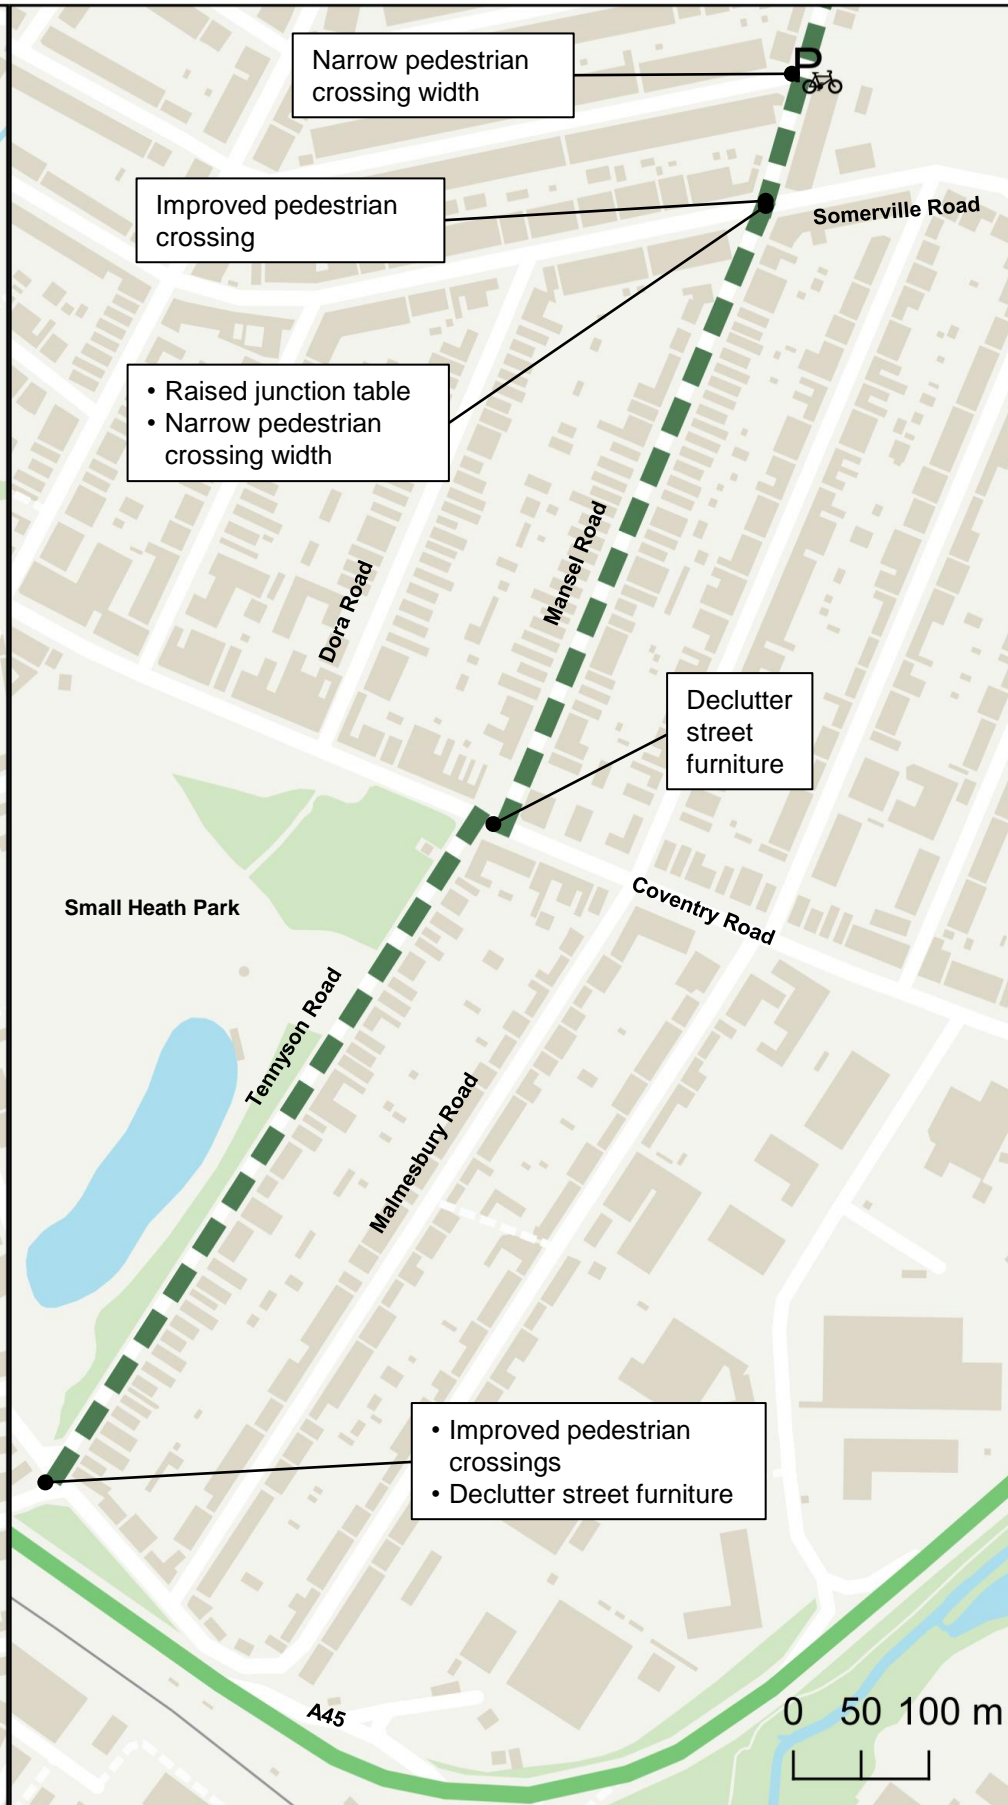 Narrow pedestrian
crossing width
P
Improved pedestrian
crossing
Somerville Road
• Raised junction table
• Narrow pedestrian
crossing width
Mansel Road
Dora Road
Declutter
street
furniture
Coventry Road
Small Heath Park
Tennyson Road
Malmesbury Road
• Improved pedestrian
crossings
• Declutter street furniture
A45
0 50 100 m